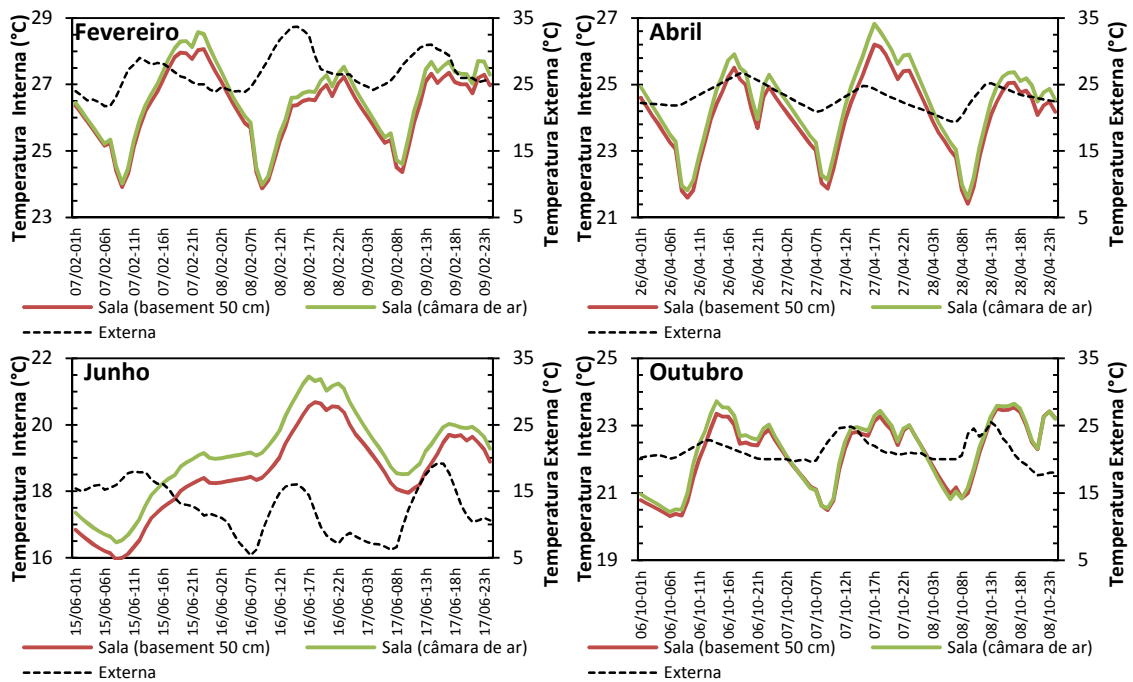 Fevereiro
Temperatura Interna (°C)
29
27
25
23
Temperatura Externa (°C)
35
25
15
5
07/02-01h
07/02-06h
07/02-11h
07/02-16h
07/02-21h
08/02-02h
08/02-07h
08/02-12h
08/02-17h
08/02-22h
09/02-03h
09/02-08h
09/02-13h
09/02-18h
09/02-23h
Sala (basement 50 cm)
Sala (câmara de ar)
Externa
Abril
Temperatura Interna (°C)
27
25
23
21
Temperatura Externa (°C)
35
25
15
5
26/04-01h
26/04-06h
26/04-11h
26/04-16h
26/04-21h
27/04-02h
27/04-07h
27/04-12h
27/04-17h
27/04-22h
28/04-03h
28/04-08h
28/04-13h
28/04-18h
28/04-23h
Sala (basement 50 cm)
Sala (câmara de ar)
Externa
Junho
Temperatura Interna (°C)
22
20
18
16
Temperatura Externa (°C)
35
25
15
5
15/06-01h
15/06-06h
15/06-11h
15/06-16h
15/06-21h
16/06-02h
16/06-07h
16/06-12h
16/06-17h
16/06-22h
17/06-03h
17/06-08h
17/06-13h
17/06-18h
17/06-23h
Sala (basement 50 cm)
Sala (câmara de ar)
Externa
Outubro
Temperatura Interna (°C)
25
23
21
19
Temperatura Externa (°C)
35
25
15
5
06/10-01h
06/10-06h
06/10-11h
06/10-16h
06/10-21h
07/10-02h
07/10-07h
07/10-12h
07/10-17h
07/10-22h
08/10-03h
08/10-08h
08/10-13h
08/10-18h
08/10-23h
Sala (basement 50 cm)
Sala (câmara de ar)
Externa